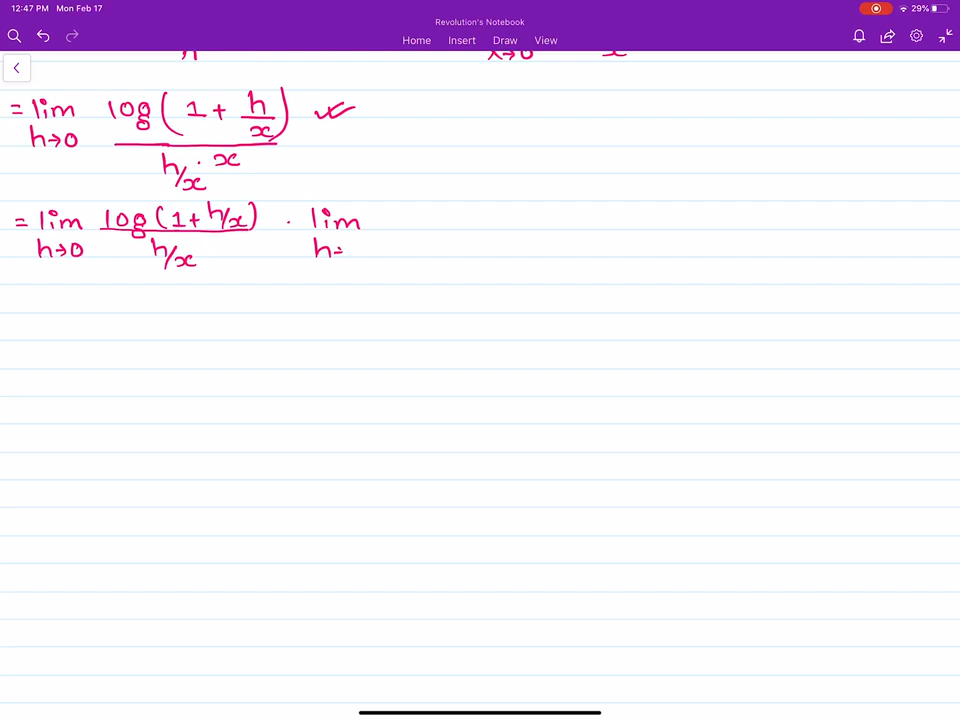 12:47 PM Mon Feb 17
29%
Revolution's Notebook
Home Insert Draw View
x→0 x
= lim log(1 + h/x)
h→0 h/x · x
= lim log(1 + h/x) · lim
h→0 h/x h-